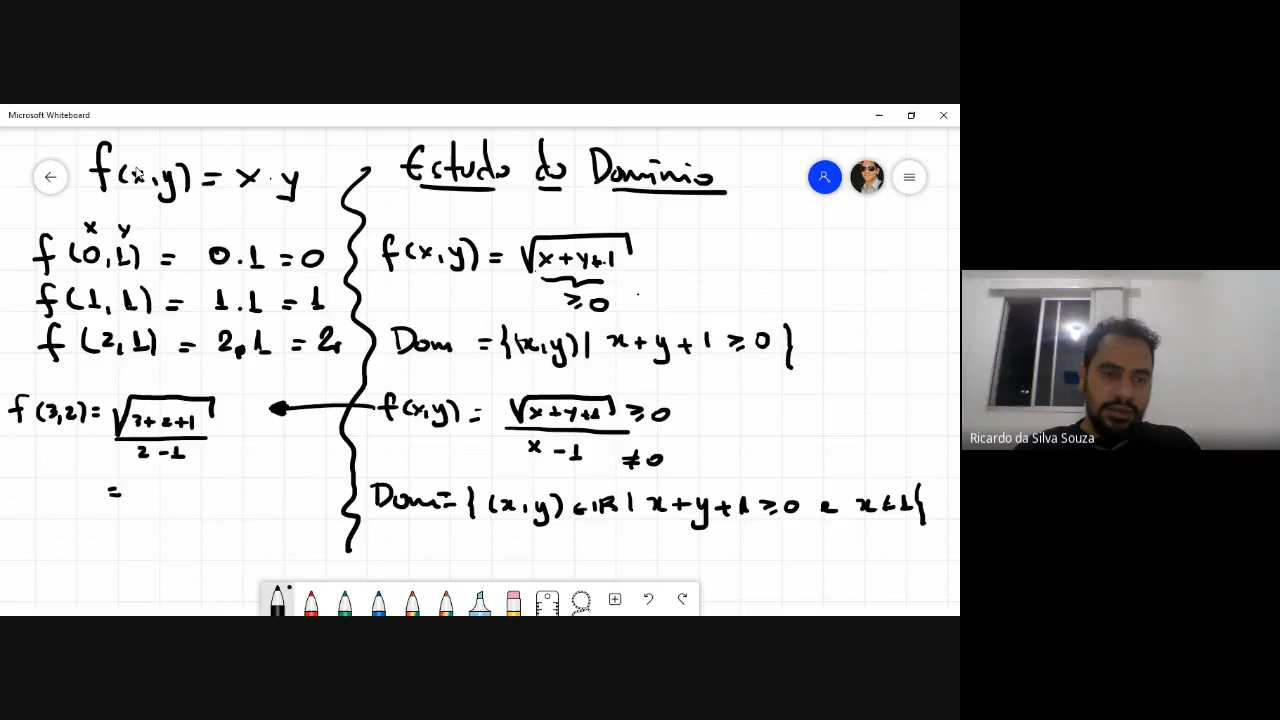 Microsoft Whiteboard
f(x,y) = x · y
x y
f(0,1) = 0.1 = 0
f(1,1) = 1.1 = 1
f(2,1) = 2.1 = 2
f(3,2) = √3+2+1
2-1
=
Estudo do Domínio
f(x,y) = √x+y+1
≥0
Dom = {(x,y) | x+y+1 ≥ 0}
f(x,y) = √x+y+1 ≥0
x-1 ≠0
Dom = {(x,y) ∈ IR | x+y+1 ≥ 0 e x ≠ 1}
Ricardo da Silva Souza